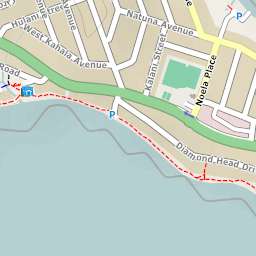 Hulani Street
Natuna Avenue
West Kahala Avenue
Kalani Street
Noela Place
Road
P
P
Diamond Head Dri